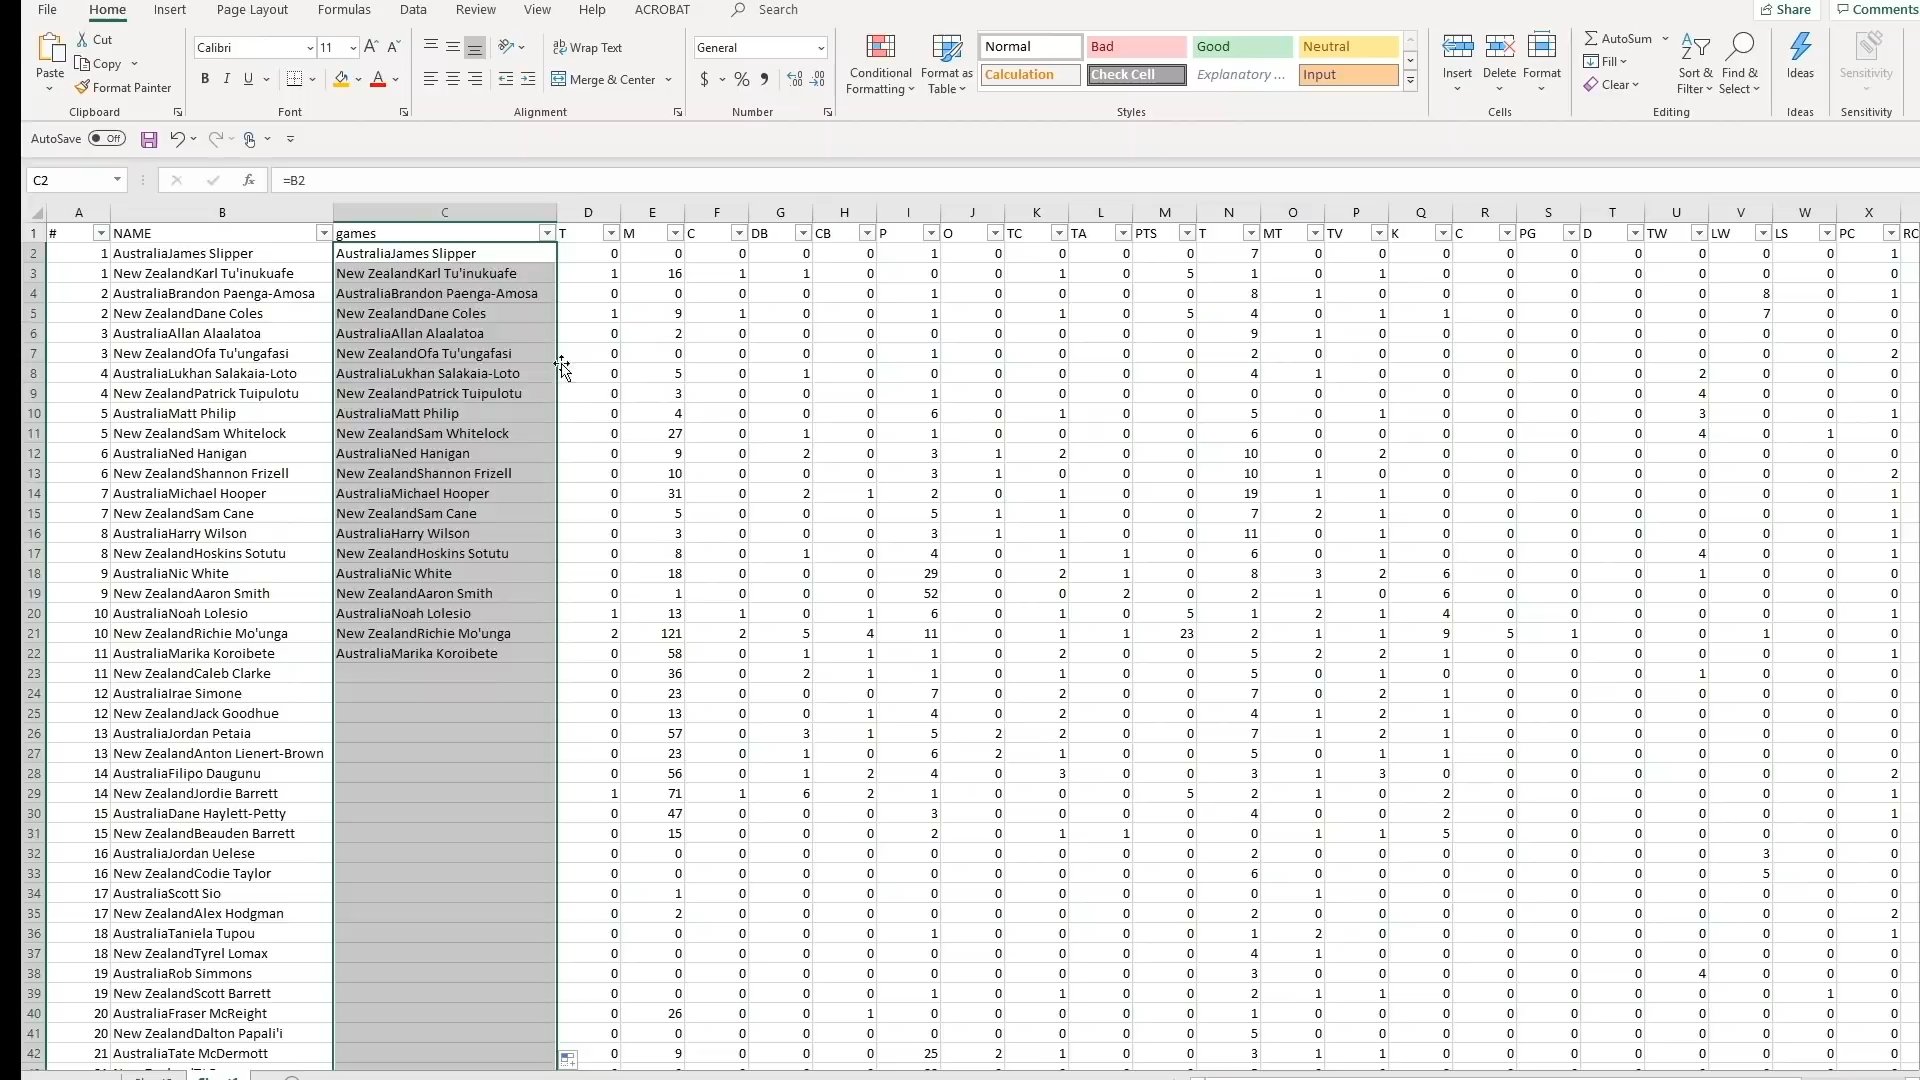 File Home Insert Page Layout Formulas Data Review View Help ACROBAT Search Share Comments
Paste Cut Copy Format Painter Clipboard
Calibri 11 A A B I U A Font
ab Wrap Text Merge & Center Alignment
General $ % , Number
Conditional Formatting Format as Table Normal Bad Good Neutral Calculation Check Cell Explanatory ... Input Styles
Insert Delete Format Cells
AutoSum Fill Clear Sort & Filter Find & Select Editing
Ideas Ideas Sensitivity Sensitivity
AutoSave Off
C2 fx =B2
A B C D E F G H I J K L M N O P Q R S T U V W X
1 # NAME games T M C DB CB P O TC TA PTS T MT TV K C PG D TW LW LS PC RC
2 1 AustraliaJames Slipper AustraliaJames Slipper 0 0 0 0 0 1 0 0 0 0 7 0 0 0 0 0 0 0 0 0 1
3 1 New ZealandKarl Tu'inukuafe New ZealandKarl Tu'inukuafe 1 16 1 1 0 0 0 1 0 5 1 0 1 0 0 0 0 0 0 0 0
4 2 AustraliaBrandon Paenga-Amosa AustraliaBrandon Paenga-Amosa 0 0 0 0 0 1 0 0 0 0 8 1 0 0 0 0 0 0 8 0 1
5 2 New ZealandDane Coles New ZealandDane Coles 1 9 1 0 0 1 0 1 0 5 4 0 1 1 0 0 0 0 7 0 0
6 3 AustraliaAllan Alaalatoa AustraliaAllan Alaalatoa 0 2 0 0 0 0 0 0 0 0 9 1 0 0 0 0 0 0 0 0 0
7 3 New ZealandOfa Tu'ungafasi New ZealandOfa Tu'ungafasi 0 0 0 0 0 1 0 0 0 0 2 0 0 0 0 0 0 0 0 0 2
8 4 AustraliaLukhan Salakaia-Loto AustraliaLukhan Salakaia-Loto 0 5 0 1 0 0 0 0 0 0 4 1 0 0 0 0 0 2 0 0 0
9 4 New ZealandPatrick Tuipulotu New ZealandPatrick Tuipulotu 0 3 0 0 0 1 0 0 0 0 0 0 0 0 0 0 0 4 0 0 0
10 5 AustraliaMatt Philip AustraliaMatt Philip 0 4 0 0 0 6 0 1 0 0 5 0 1 0 0 0 0 3 0 0 1
11 5 New ZealandSam Whitelock New ZealandSam Whitelock 0 27 0 1 0 1 0 0 0 0 6 0 0 0 0 0 0 4 0 1 0
12 6 AustraliaNed Hanigan AustraliaNed Hanigan 0 9 0 2 0 3 1 2 0 0 10 0 2 0 0 0 0 0 0 0 0
13 6 New ZealandShannon Frizell New ZealandShannon Frizell 0 10 0 0 0 3 1 0 0 0 10 1 0 0 0 0 0 0 0 0 2
14 7 AustraliaMichael Hooper AustraliaMichael Hooper 0 31 0 2 1 2 0 1 0 0 19 1 1 0 0 0 0 0 0 0 1
15 7 New ZealandSam Cane New ZealandSam Cane 0 5 0 0 0 5 1 1 0 0 7 2 1 0 0 0 0 0 0 0 1
16 8 AustraliaHarry Wilson AustraliaHarry Wilson 0 3 0 0 0 3 1 1 0 0 11 0 1 0 0 0 0 0 0 0 1
17 8 New ZealandHoskins Sotutu New ZealandHoskins Sotutu 0 8 0 1 0 4 0 1 1 0 6 0 1 0 0 0 0 4 0 0 1
18 9 AustraliaNic White AustraliaNic White 0 18 0 0 0 29 0 2 1 0 8 3 2 6 0 0 0 1 0 0 0
19 9 New ZealandAaron Smith New ZealandAaron Smith 0 1 0 0 0 52 0 0 2 0 2 1 0 6 0 0 0 0 0 0 0
20 10 AustraliaNoah Lolesio AustraliaNoah Lolesio 1 13 1 0 1 6 0 1 0 5 1 2 1 4 0 0 0 0 0 0 1
21 10 New ZealandRichie Mo'unga New ZealandRichie Mo'unga 2 121 2 5 4 11 0 1 1 23 2 1 1 9 5 1 0 0 1 0 0
22 11 AustraliaMarika Koroibete AustraliaMarika Koroibete 0 58 0 1 1 1 0 2 0 0 5 2 2 1 0 0 0 0 0 0 1
23 11 New ZealandCaleb Clarke 0 36 0 2 1 1 0 1 0 0 5 0 1 0 0 0 0 1 0 0 0
24 12 AustraliaIrae Simone 0 23 0 0 0 7 0 2 0 0 7 0 2 1 0 0 0 0 0 0 0
25 12 New ZealandJack Goodhue 0 13 0 0 1 4 0 2 0 0 4 1 2 1 0 0 0 0 0 0 0
26 13 AustraliaJordan Petaia 0 57 0 3 1 5 2 2 0 0 7 1 2 1 0 0 0 0 0 0 0
27 13 New ZealandAnton Lienert-Brown 0 23 0 1 0 6 2 1 0 0 5 0 1 1 0 0 0 0 0 0 0
28 14 AustraliaFilipo Daugunu 0 56 0 1 2 4 0 3 0 0 3 1 3 0 0 0 0 0 0 0 2
29 14 New ZealandJordie Barrett 1 71 1 6 2 1 0 0 0 5 2 1 0 2 0 0 0 0 0 0 1
30 15 AustraliaDane Haylett-Petty 0 47 0 0 0 3 0 0 0 0 4 0 0 2 0 0 0 0 0 0 1
31 15 New ZealandBeauden Barrett 0 15 0 0 0 2 0 1 1 0 0 1 1 5 0 0 0 0 0 0 0
32 16 AustraliaJordan Uelese 0 0 0 0 0 0 0 0 0 0 2 0 0 0 0 0 0 0 3 0 0
33 16 New ZealandCodie Taylor 0 0 0 0 0 0 0 0 0 0 6 0 0 0 0 0 0 0 5 0 0
34 17 AustraliaScott Sio 0 1 0 0 0 0 0 0 0 0 0 1 0 0 0 0 0 0 0 0 0
35 17 New ZealandAlex Hodgman 0 2 0 0 0 0 0 0 0 0 2 0 0 0 0 0 0 0 0 0 2
36 18 AustraliaTaniela Tupou 0 0 0 0 0 1 0 0 0 0 1 2 0 0 0 0 0 0 0 0 1
37 18 New ZealandTyrel Lomax 0 0 0 0 0 0 0 0 0 0 4 1 0 0 0 0 0 0 0 0 0
38 19 AustraliaRob Simmons 0 0 0 0 0 0 0 0 0 0 3 0 0 0 0 0 0 4 0 0 0
39 19 New ZealandScott Barrett 0 0 0 0 0 1 0 1 0 0 2 1 1 0 0 0 0 0 0 1 0
40 20 AustraliaFraser McReight 0 26 0 0 1 0 0 0 0 0 1 0 0 0 0 0 0 0 0 0 0
41 20 New ZealandDalton Papali'i 0 0 0 0 0 0 0 0 0 0 5 0 0 0 0 0 0 0 0 0 0
42 21 AustraliaTate McDermott 0 9 0 0 0 25 2 1 0 0 3 1 1 0 0 0 0 0 0 0 0